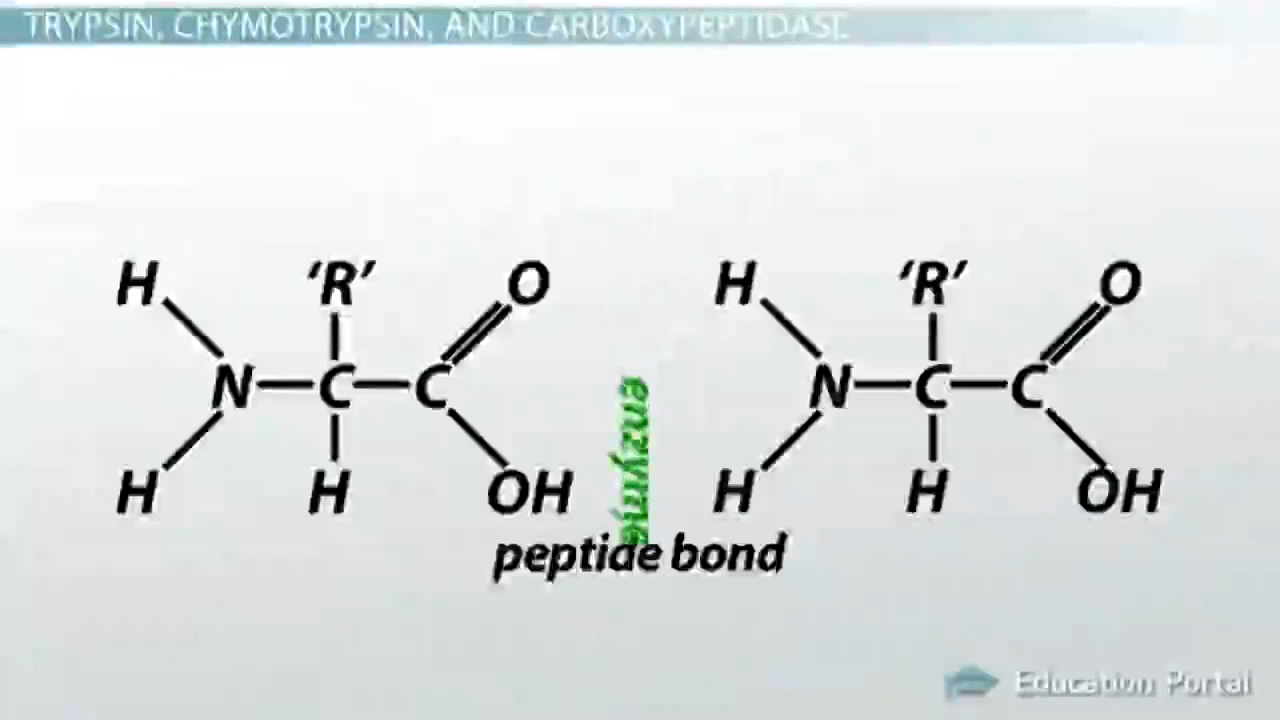 TRYPSIN, CHYMOTRYPSIN, AND CARBOXYPEPTIDASE
H 'R' O H 'R' O
N C C N C C
enzyme
H H OH H H OH
peptide bond
Education Portal